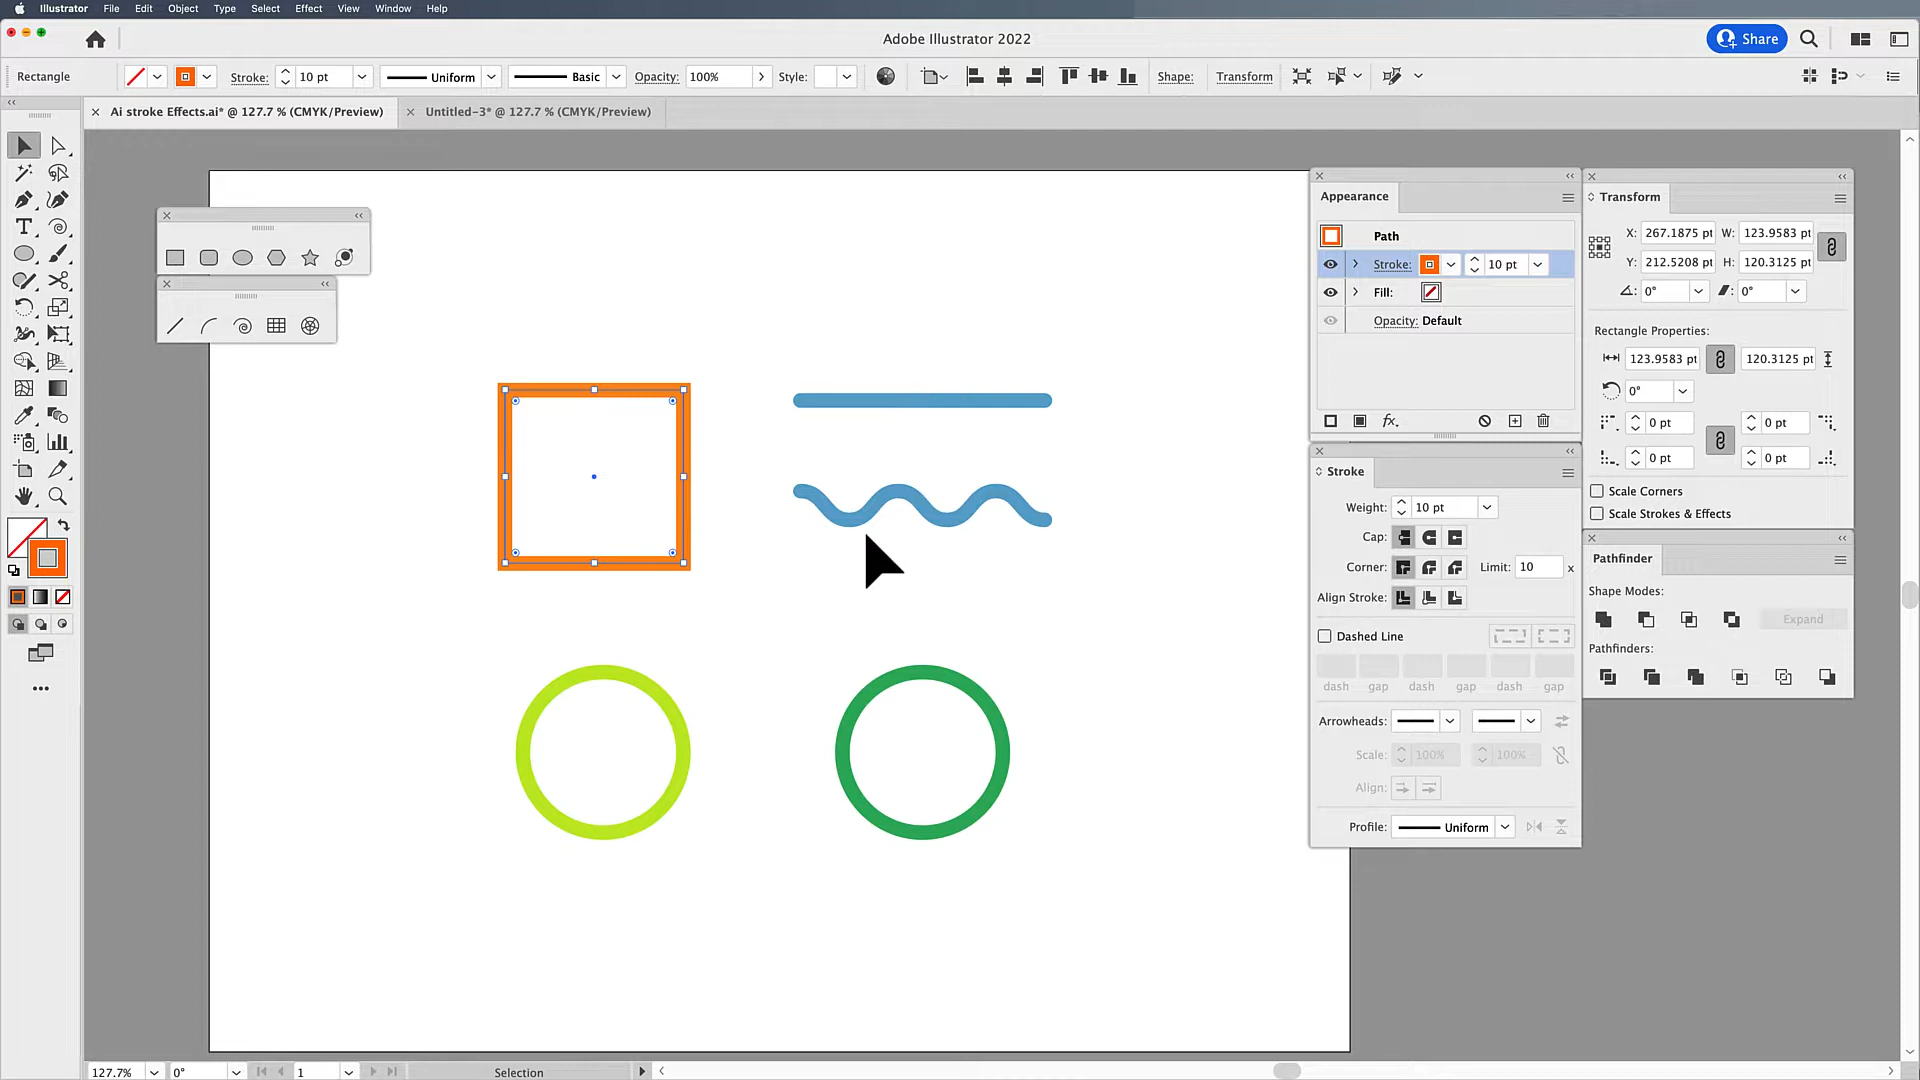 Illustrator File Edit Object Type Select Effect View Window Help
Adobe Illustrator 2022
Share
Rectangle
Stroke: 10 pt
Uniform
Basic
Opacity: 100%
Style:
Shape:
Transform
Ai stroke Effects.ai* @ 127.7 % (CMYK/Preview)
Untitled-3* @ 127.7 % (CMYK/Preview)
Appearance
Path
Stroke: 10 pt
Fill:
Opacity: Default
fx.
Transform
X: 267.1875 pt W: 123.9583 pt
Y: 212.5208 pt H: 120.3125 pt
0° 0°
Rectangle Properties:
123.9583 pt 120.3125 pt
0°
0 pt 0 pt
0 pt 0 pt
Scale Corners
Scale Strokes & Effects
Stroke
Weight: 10 pt
Cap:
Corner: Limit: 10 x
Align Stroke:
Dashed Line
dash gap dash gap dash gap
Arrowheads:
Scale: 100% 100%
Align:
Profile: Uniform
Pathfinder
Shape Modes:
Expand
Pathfinders:
127.7% 0° 1 Selection